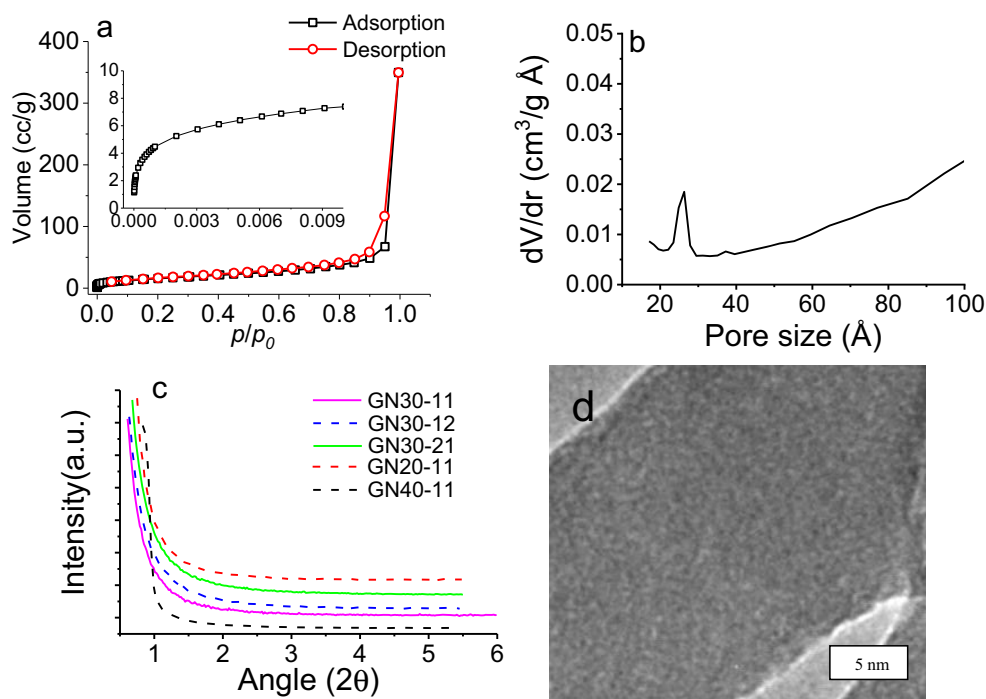 a
Adsorption
Desorption
Volume (cc/g)
400
300
200
100
0
10
8
6
4
2
0
0.000 0.003 0.006 0.009
0.0 0.2 0.4 0.6 0.8 1.0
p/p0
b
dV/dr (cm³/g Å)
0.05
0.04
0.03
0.02
0.01
0.00
20 40 60 80 100
Pore size (Å)
c
GN30-11
GN30-12
GN30-21
GN20-11
GN40-11
Intensity(a.u.)
1 2 3 4 5 6
Angle (2θ)
d
5 nm